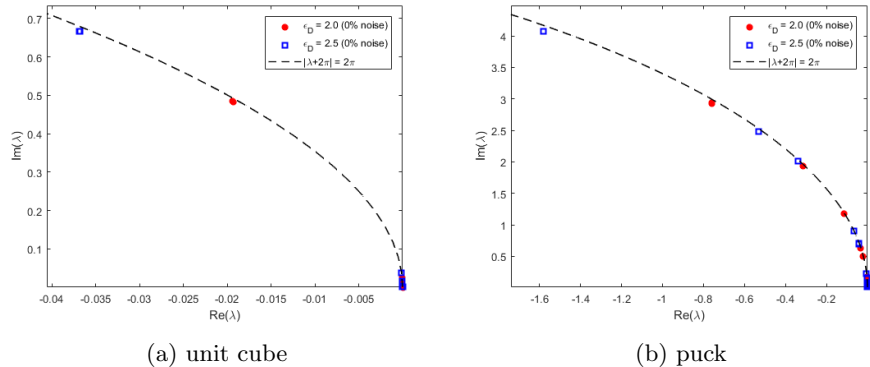 0.7
0.6
0.5
0.4
0.3
0.2
0.1
Im(λ)
-0.04 -0.035 -0.03 -0.025 -0.02 -0.015 -0.01 -0.005
Re(λ)
ϵD = 2.0 (0% noise)
ϵD = 2.5 (0% noise)
|λ+2π| = 2π
(a) unit cube
4
3.5
3
2.5
2
1.5
1
0.5
Im(λ)
-1.6 -1.4 -1.2 -1 -0.8 -0.6 -0.4 -0.2
Re(λ)
ϵD = 2.0 (0% noise)
ϵD = 2.5 (0% noise)
|λ+2π| = 2π
(b) puck